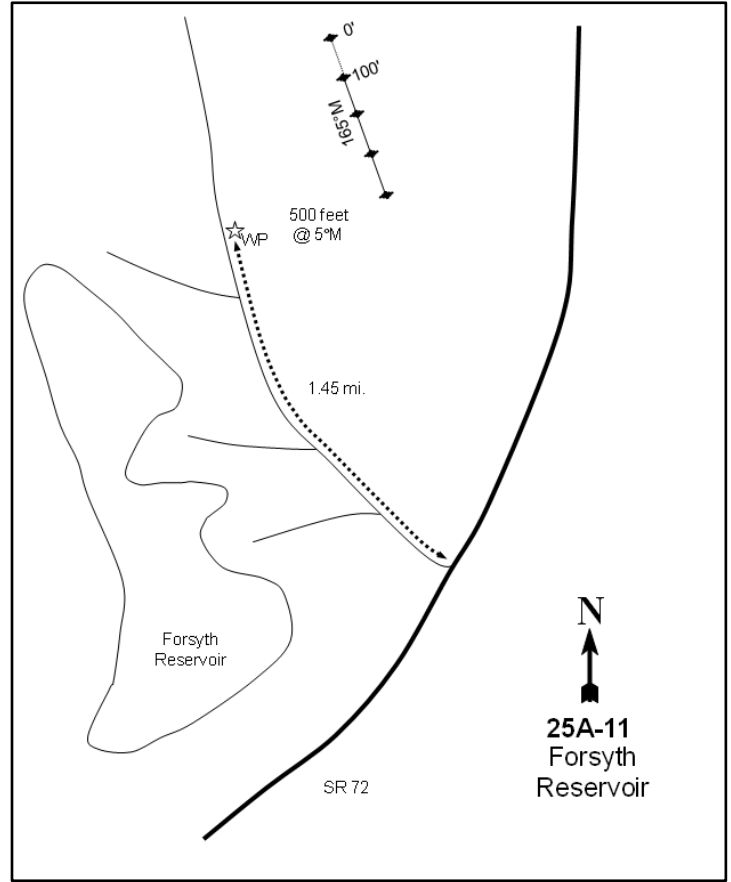 0'
100'
165°M
500 feet
@ 5°M
WP
1.45 mi.
Forsyth
Reservoir
N
25A-11
Forsyth
Reservoir
SR 72